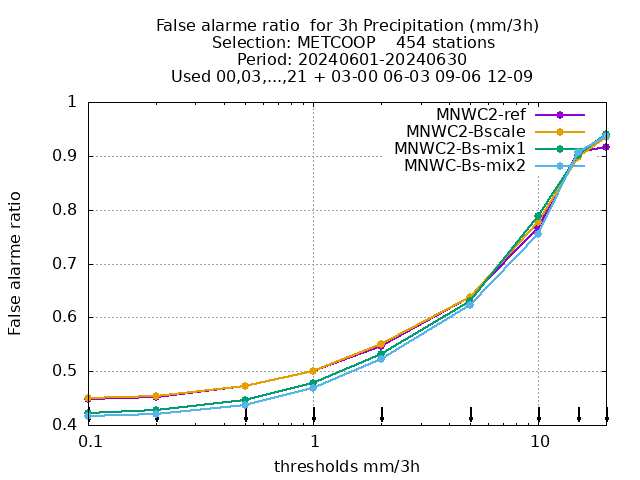 False alarme ratio  for 3h Precipitation (mm/3h)
Selection: METCOOP    454 stations
Period: 20240601-20240630
Used 00,03,...,21 + 03-00 06-03 09-06 12-09
MNWC2-ref
MNWC2-Bscale
MNWC2-Bs-mix1
MNWC-Bs-mix2
False alarme ratio
1
0.9
0.8
0.7
0.6
0.5
0.4
0.1 1 10
thresholds mm/3h